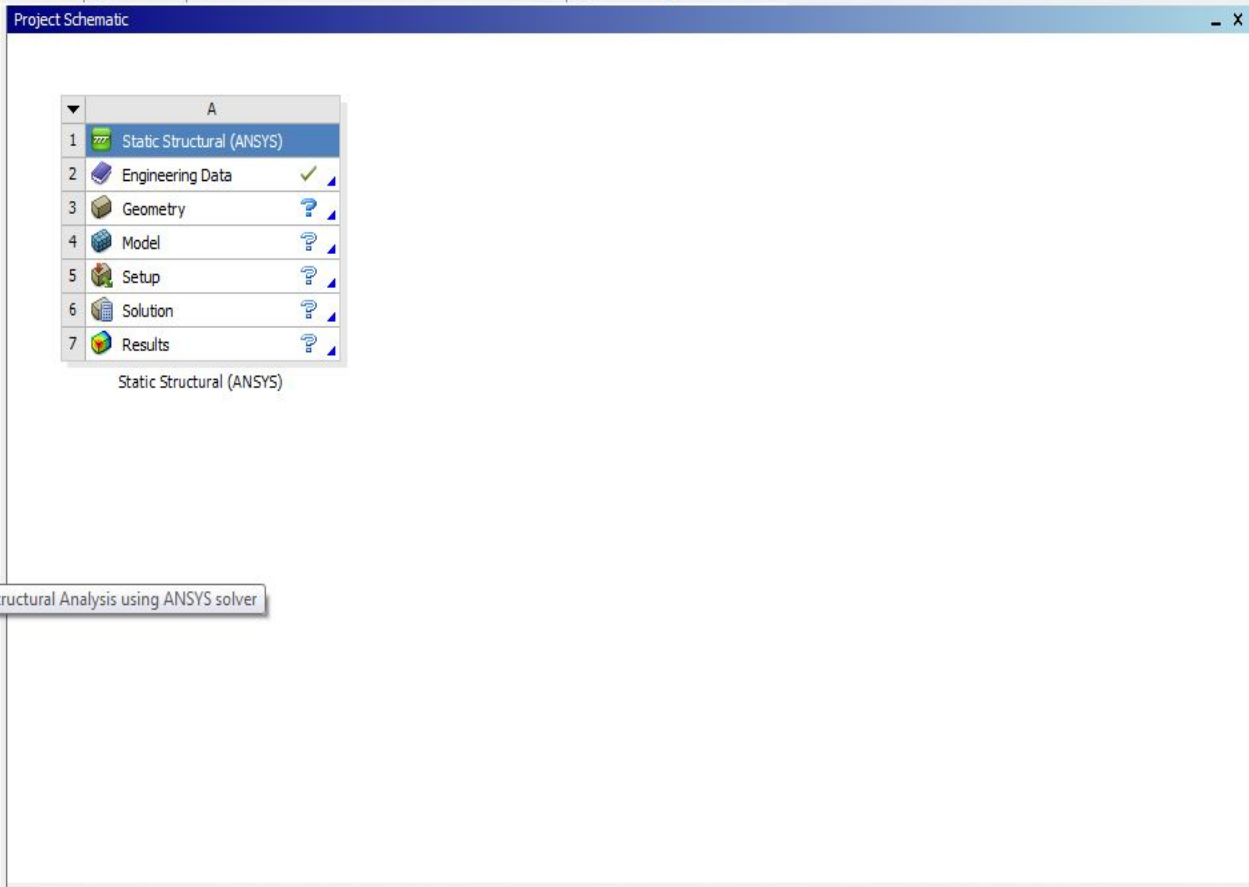 Project Schematic
A
1 Static Structural (ANSYS)
2 Engineering Data
3 Geometry
4 Model
5 Setup
6 Solution
7 Results
Static Structural (ANSYS)
Analysis using ANSYS solver